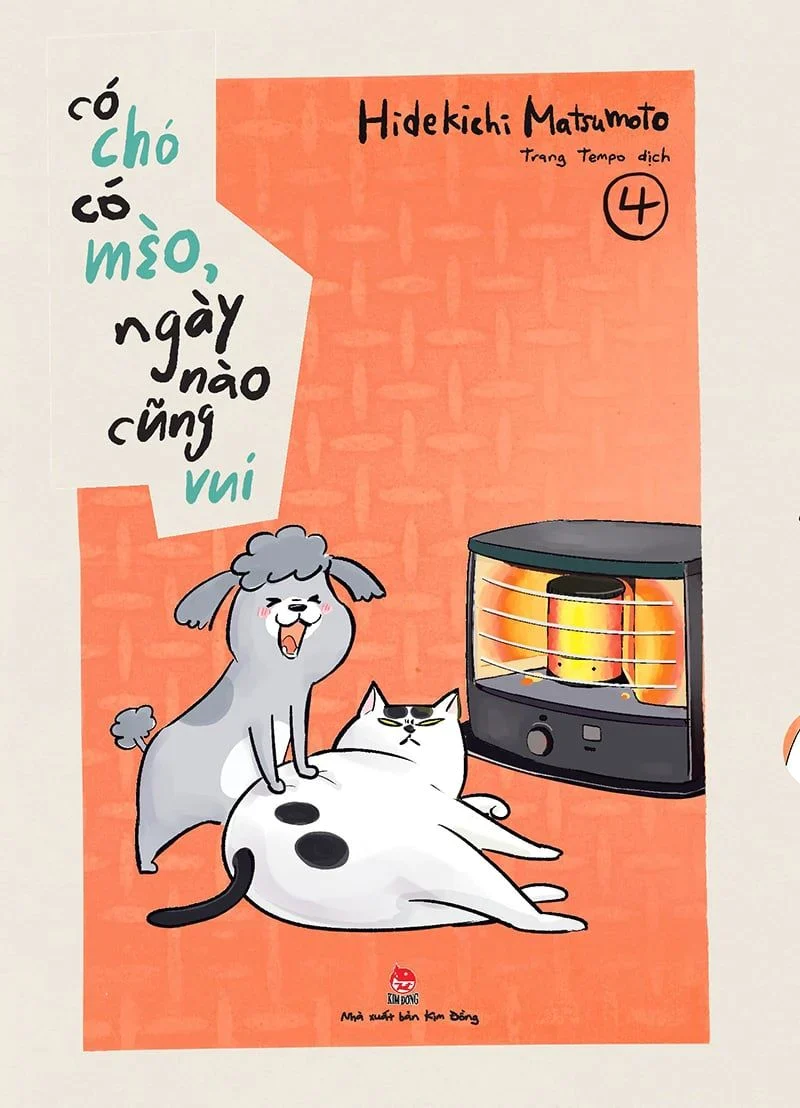 có
chó
có
mèo,
ngày
nào
cũng
vui
Hidekichi Matsumoto
Trang Tempo dịch
4
KIM ĐỒNG
Nhà xuất bản Kim Đồng